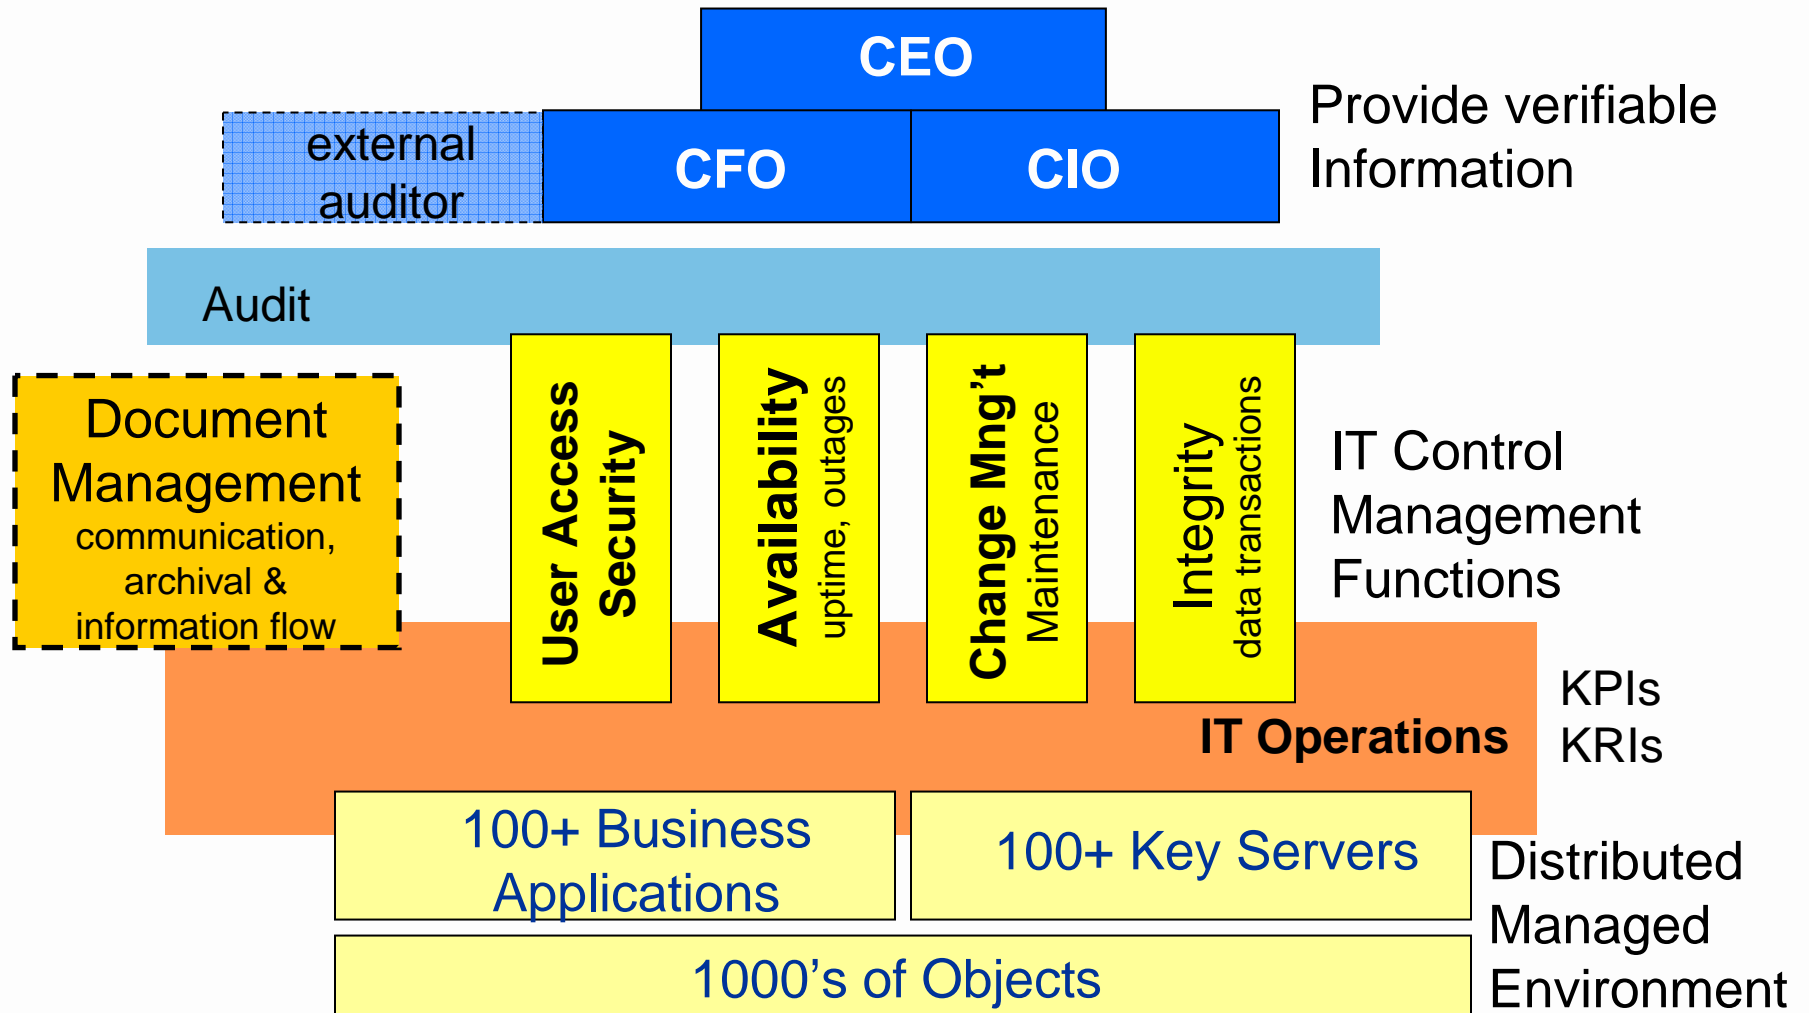 CEO
external
auditor
CFO
CIO
Provide verifiable
Information
Audit
Document
Management
communication,
archival &
information flow
User Access
Security
Availability
uptime, outages
Change Mng’t
Maintenance
Integrity
data transactions
IT Control
Management
Functions
IT Operations
KPIs
KRIs
100+ Business
Applications
100+ Key Servers
1000’s of Objects
Distributed
Managed
Environment